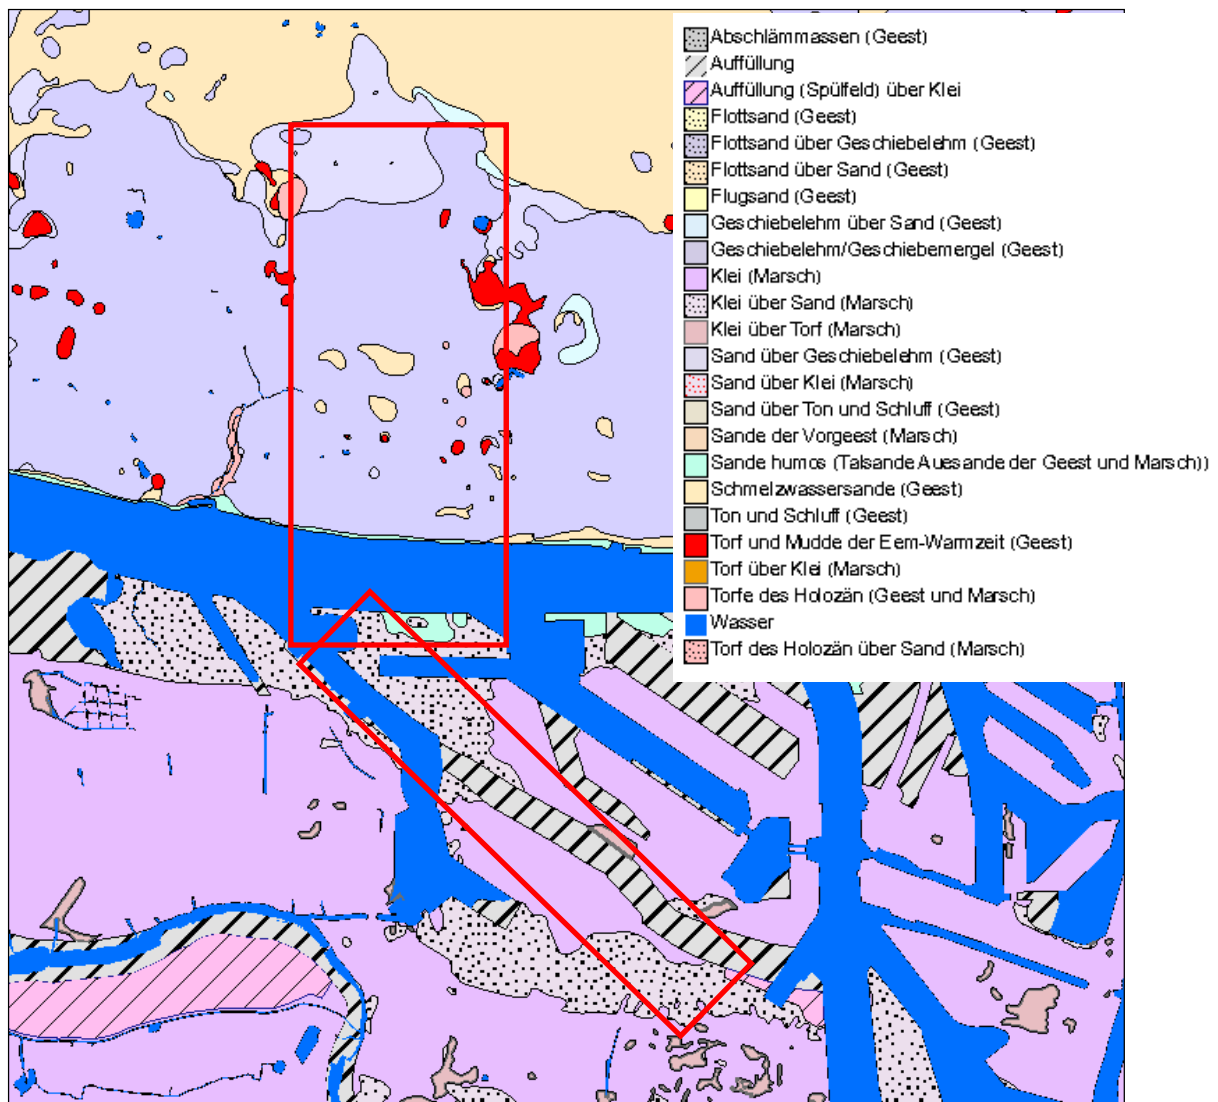 Abschlämmassen (Geest)
Auffüllung
Auffüllung (Spülfeld) über Klei
Flottsand (Geest)
Flottsand über Geschiebelehm (Geest)
Flottsand über Sand (Geest)
Flugsand (Geest)
Geschiebelehm über Sand (Geest)
Geschiebelehm/Geschiebemergel (Geest)
Klei (Marsch)
Klei über Sand (Marsch)
Klei über Torf (Marsch)
Sand über Geschiebelehm (Geest)
Sand über Klei (Marsch)
Sand über Ton und Schluff (Geest)
Sande der Vorgeest (Marsch)
Sande humos (Talsande Auesande der Geest und Marsch))
Schmelzwassersande (Geest)
Ton und Schluff (Geest)
Torf und Mudde der Eem-Warmzeit (Geest)
Torf über Klei (Marsch)
Torfe des Holozän (Geest und Marsch)
Wasser
Torf des Holozän über Sand (Marsch)